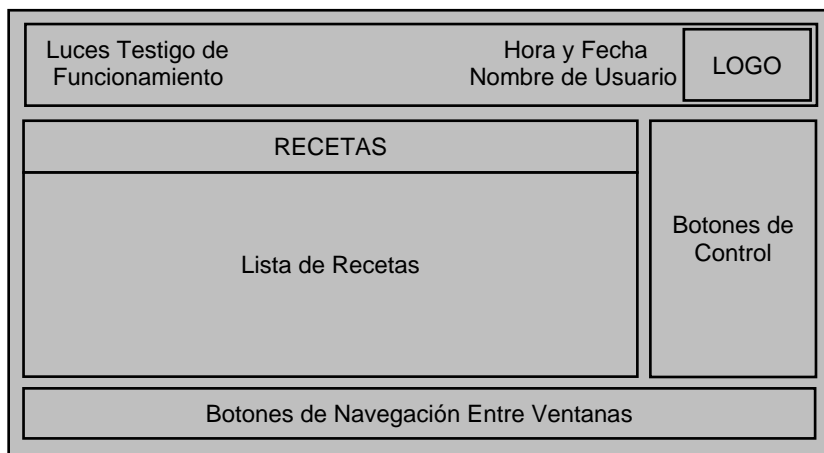 Luces Testigo de
Funcionamiento
Hora y Fecha
Nombre de Usuario
LOGO
RECETAS
Lista de Recetas
Botones de
Control
Botones de Navegación Entre Ventanas